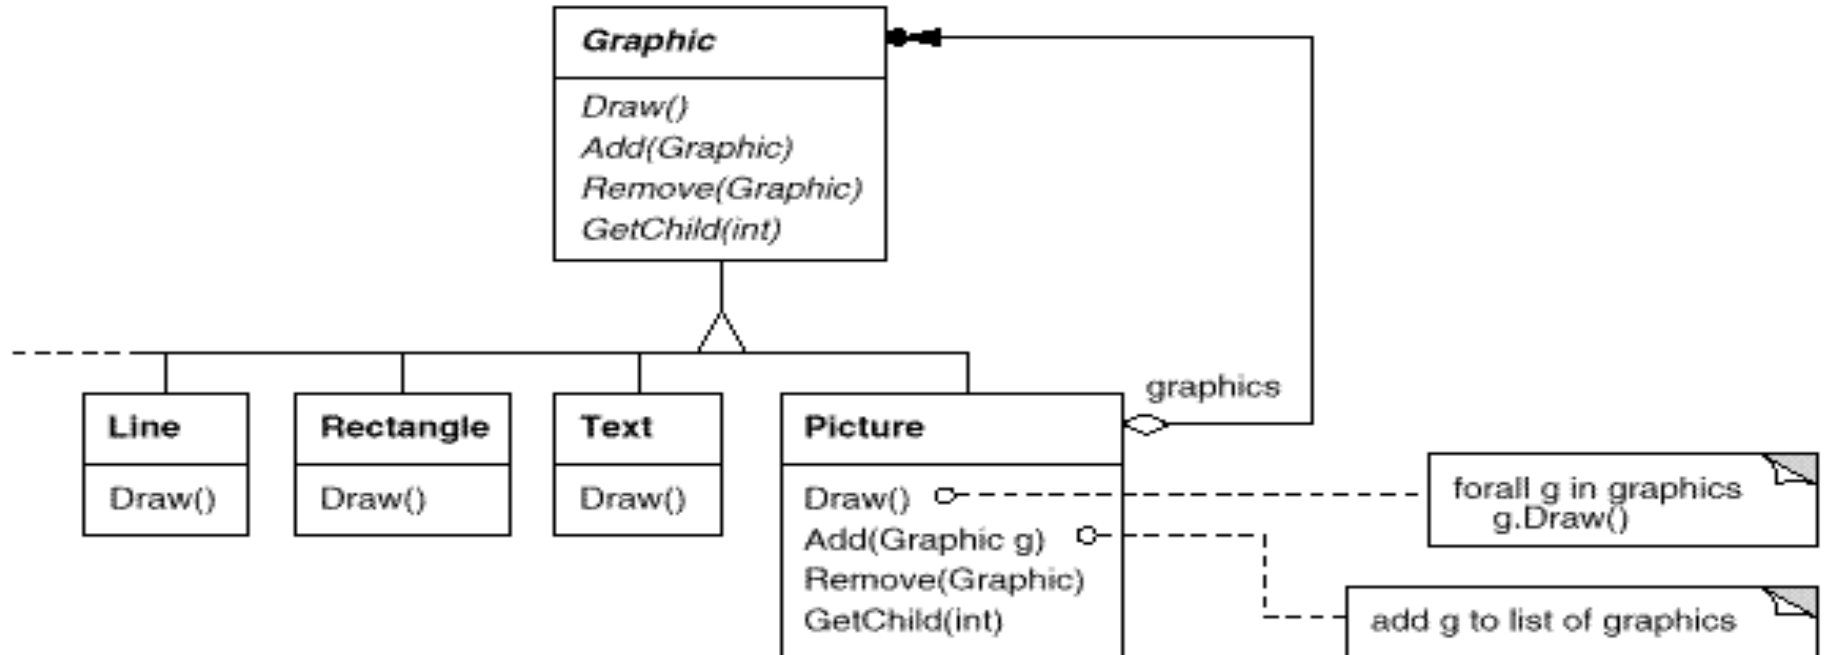 Graphic
Draw()
Add(Graphic)
Remove(Graphic)
GetChild(int)
graphics
Line
Draw()
Rectangle
Draw()
Text
Draw()
Picture
Draw()
Add(Graphic g)
Remove(Graphic)
GetChild(int)
forall g in graphics
g.Draw()
add g to list of graphics